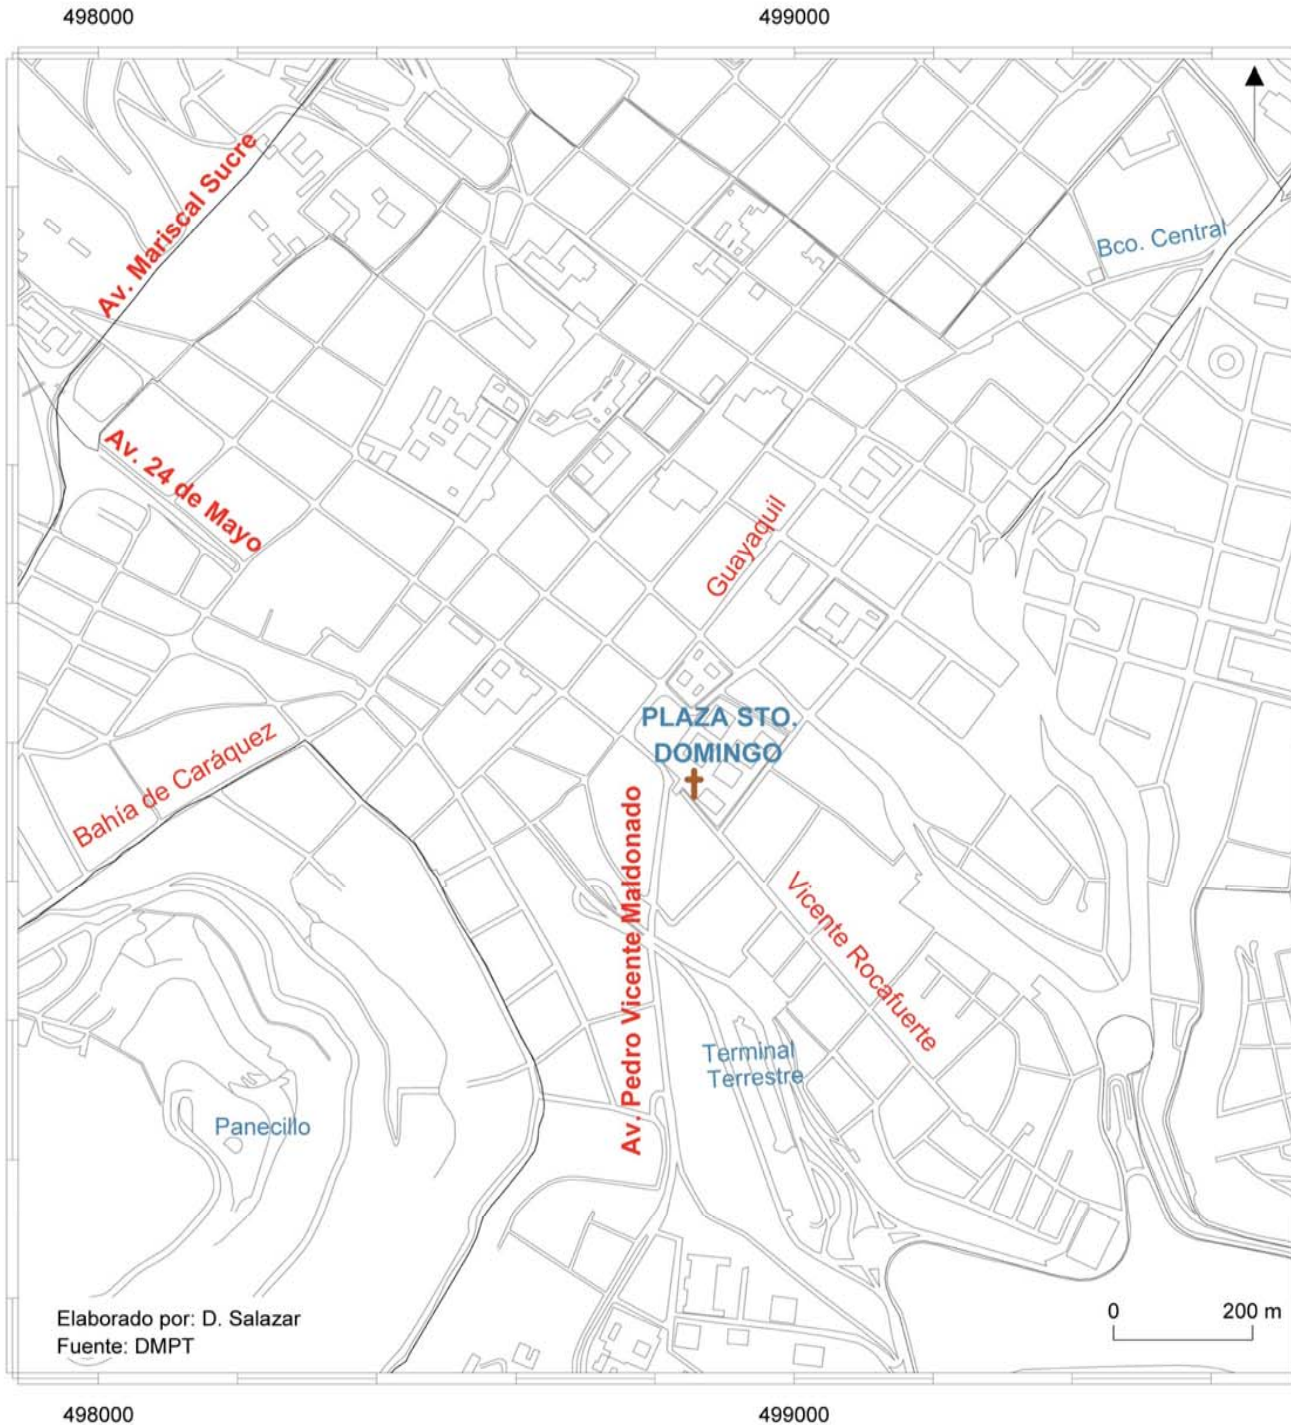 498000
499000
Av. Mariscal Sucre
Bco. Central
Av. 24 de Mayo
Guayaquil
PLAZA STO.
DOMINGO
Bahía de Caráquez
Av. Pedro Vicente Maldonado
Vicente Rocafuerte
Terminal
Terrestre
Panecillo
Elaborado por: D. Salazar
Fuente: DMPT
0
200 m
498000
499000